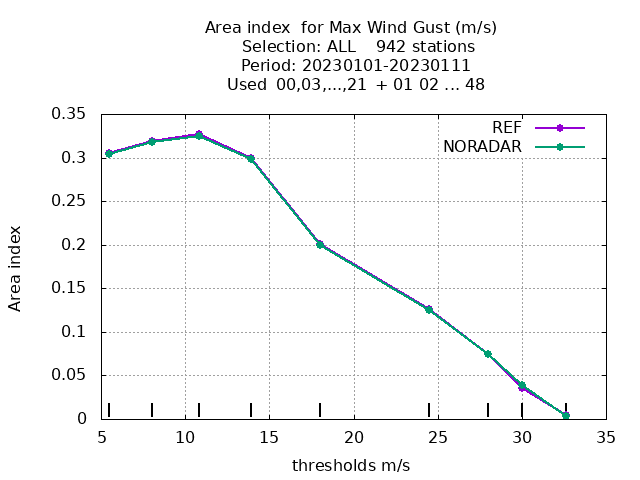 Area index  for Max Wind Gust (m/s)
Selection: ALL    942 stations
Period: 20230101-20230111
Used  00,03,...,21  + 01 02 ... 48
REF
NORADAR
0.35
0.3
0.25
0.2
0.15
0.1
0.05
0
Area index
5 10 15 20 25 30 35
thresholds m/s